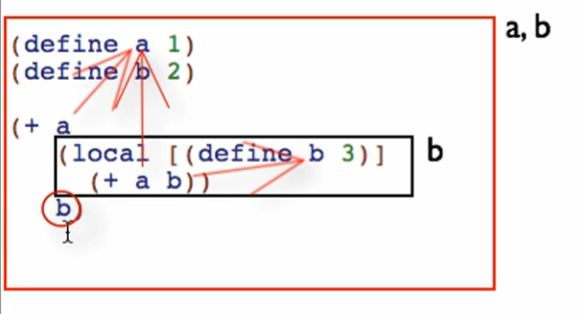 (define a 1)
(define b 2)
(+ a
(local [(define b 3)]
(+ a b))
b)
a, b
b